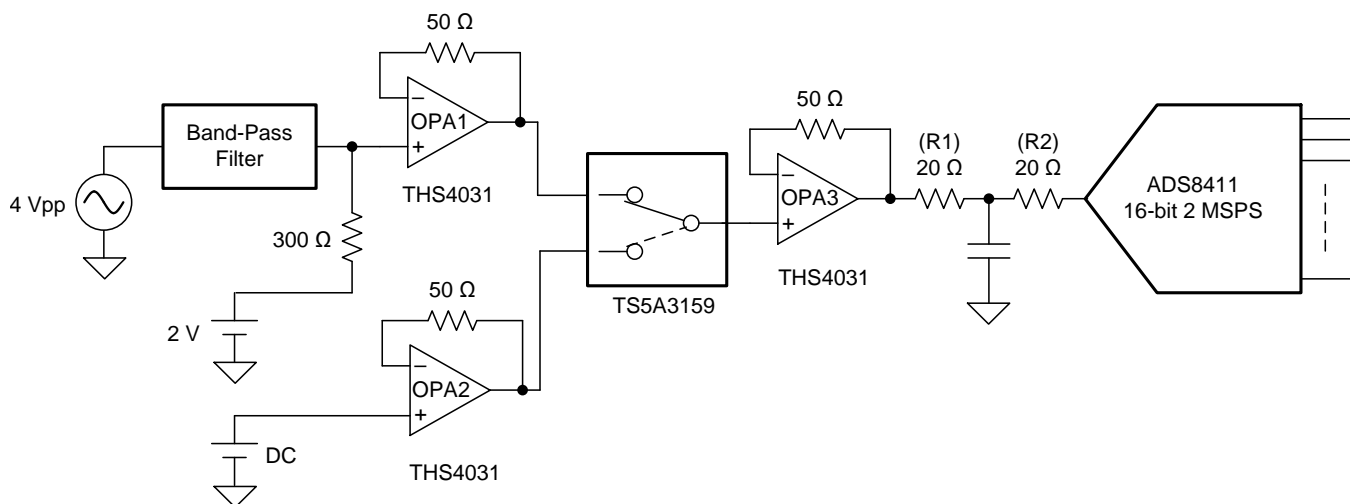 50 Ω
Band-Pass
Filter
−
OPA1
+
THS4031
4 Vpp
300 Ω
2 V
50 Ω
−
OPA2
+
DC
THS4031
TS5A3159
50 Ω
−
OPA3
+
THS4031
(R1)
20 Ω
(R2)
20 Ω
ADS8411
16-bit 2 MSPS